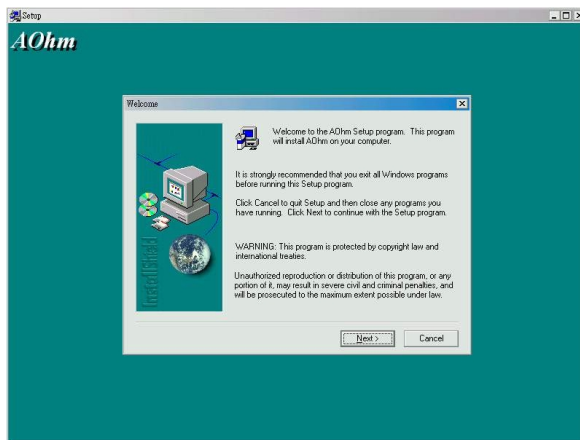 Setup
AOhm
Welcome
Welcome to the AOhm Setup program. This program
will install AOhm on your computer.
It is strongly recommended that you exit all Windows programs
before running this Setup program.
Click Cancel to quit Setup and then close any programs you
have running. Click Next to continue with the Setup program.
WARNING: This program is protected by copyright law and
international treaties.
Unauthorized reproduction or distribution of this program, or any
portion of it, may result in severe civil and criminal penalties, and
will be prosecuted to the maximum extent possible under law.
InstallShield
Next >
Cancel